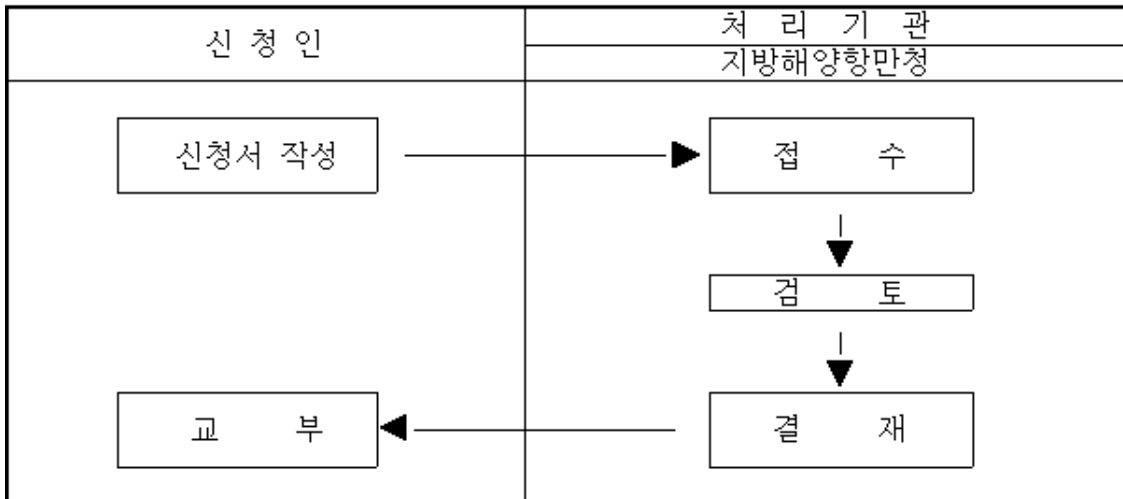 신 청 인
처 리 기 관
지방해양항만청
신청서 작성
접 수
검 토
결 재
교 부